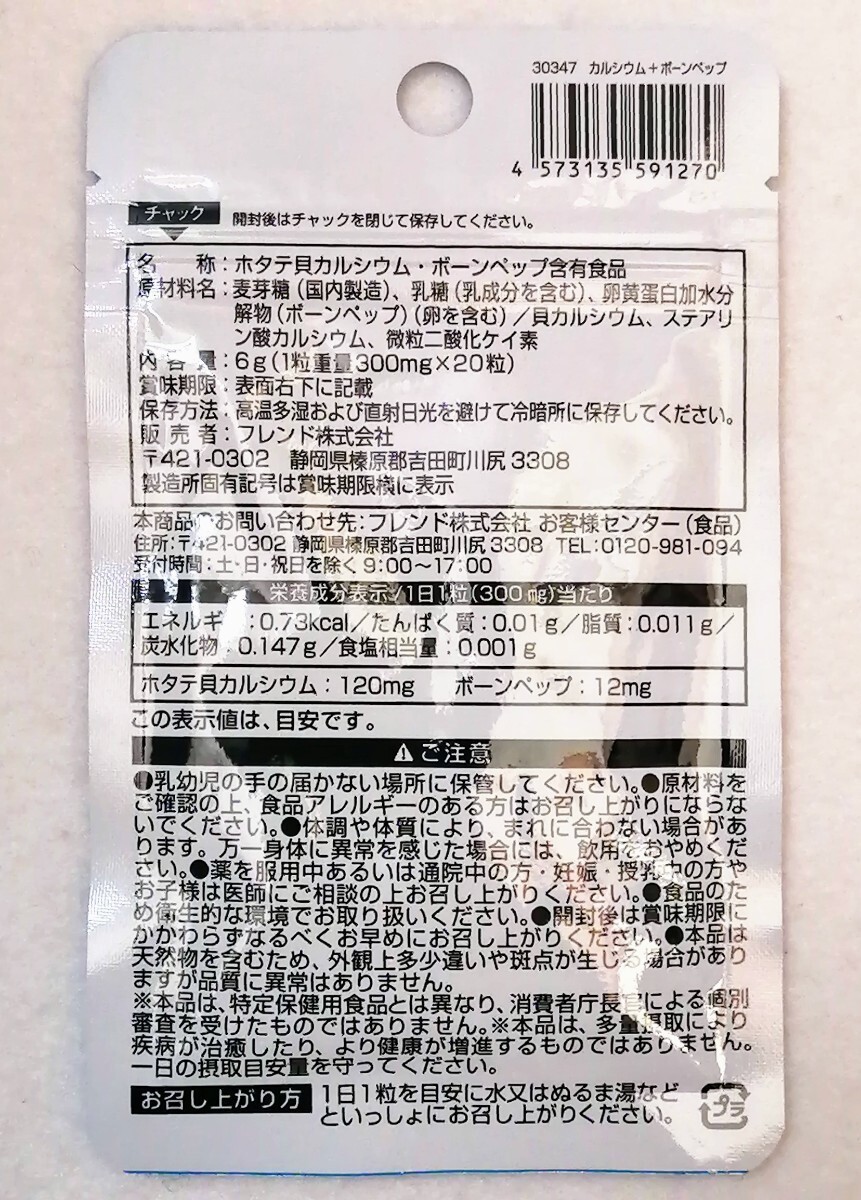 30347 カルシウム+ボーンペップ
4 573135 591270
チャック 開封後はチャックを閉じて保存してください。
名 称：ホタテ貝カルシウム・ボーンペップ含有食品
原材料名：麦芽糖（国内製造）、乳糖（乳成分を含む）、卵黄蛋白加水分
解物（ボーンペップ）（卵を含む）／貝カルシウム、ステアリ
ン酸カルシウム、微粒二酸化ケイ素
内容量：6g（1粒重量300mg×20粒）
賞味期限：表面右下に記載
保存方法：高温多湿および直射日光を避けて冷暗所に保存してください。
販売者：フレンド株式会社
〒421-0302 静岡県榛原郡吉田町川尻3308
製造所固有記号は賞味期限横に表示
本商品のお問い合わせ先：フレンド株式会社 お客様センター（食品）
住所：〒421-0302 静岡県榛原郡吉田町川尻3308 TEL：0120-981-094
受付時間：土・日・祝日を除く 9：00〜17：00
栄養成分表示／1日1粒（300㎎）当たり
エネルギー：0.73kcal／たんぱく質：0.01g／脂質：0.011g／
炭水化物：0.147g／食塩相当量：0.001g
ホタテ貝カルシウム：120mg ボーンペップ：12mg
この表示値は、目安です。
⚠ご注意
●乳幼児の手の届かない場所に保管してください。●原材料を
ご確認の上、食品アレルギーのある方はお召し上がりにならな
いでください。●体調や体質により、まれに合わない場合があ
ります。万一身体に異常を感じた場合には、飲用をおやめくだ
さい。●薬を服用中あるいは通院中の方・妊娠・授乳中の方や
お子様は医師にご相談の上お召し上がりください。●食品のた
め衛生的な環境でお取り扱いください。●開封後は賞味期限に
かかわらずなるべくお早めにお召し上がりください。●本品は
天然物を含むため、外観上多少違いや斑点が生じる場合があり
ますが品質に異常はありません。
※本品は、特定保健用食品とは異なり、消費者庁長官による個別
審査を受けたものではありません。※本品は、多量摂取により
疾病が治癒したり、より健康が増進するものではありません。
一日の摂取目安量を守ってください。
お召し上がり方 1日1粒を目安に水又はぬるま湯など
といっしょにお召し上がりください。
プラ